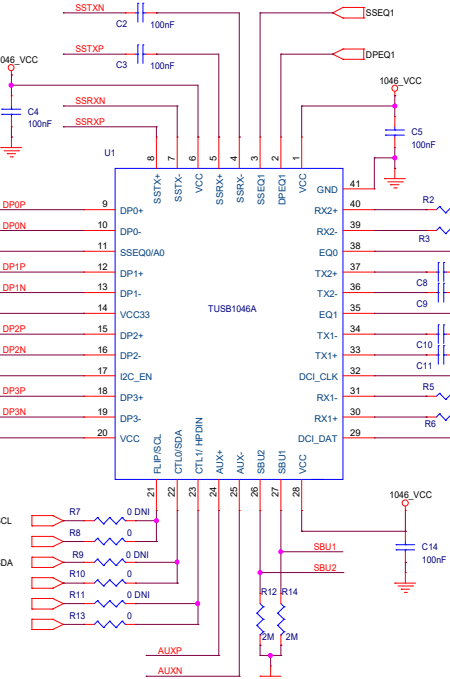 SSTXN
C2
100nF
SSEQ1
SSTXP
C3
100nF
DPEQ1
1046_VCC
C4
100nF
SSRXN
SSRXP
1046_VCC
C5
100nF
U1
8 7 6 5 4 3 2 1
SSTX+ SSTX- VCC SSRX+ SSRX- SSEQ1 DPEQ1 VCC
GND 41
DP0P 9 DP0+ RX2+ 40 R2
DP0N 10 DP0- RX2- 39 R3
11 SSEQ0/A0 EQ0 38
DP1P 12 DP1+ TX2+ 37 C8
DP1N 13 DP1- TX2- 36 C9
14 VCC33 TUSB1046A EQ1 35
DP2P 15 DP2+ TX1- 34 C10
DP2N 16 DP2- TX1+ 33 C11
17 I2C_EN DCI_CLK 32
DP3P 18 DP3+ RX1- 31 R5
DP3N 19 DP3- RX1+ 30 R6
20 VCC DCI_DAT 29
FLIP/SCL CTL0/SDA CTL1/ HPDIN AUX+ AUX- SBU2 SBU1 VCC
21 22 23 24 25 26 27 28
1046_VCC
C14
100nF
CL R7 0 DNI
R8 0
DA R9 0 DNI
R10 0
R11 0 DNI
R13 0
SBU1
SBU2
R12 R14
2M 2M
AUXP
AUXN